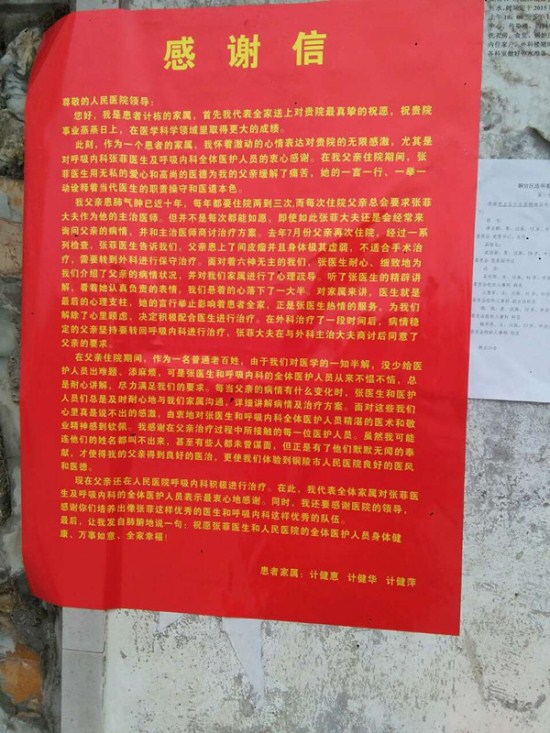 感谢信
尊敬的人民医院领导：
您好，我是患者计栋的家属，首先我代表全家送上对贵院最真挚的祝愿，祝贵院
事业蒸蒸日上，在医学科学领域里取得更大的成绩。
此刻，作为一个患者的家属，我怀着激动的心情表达对贵院的无限感激，尤其是
对呼吸内科张菲医生及呼吸内科全体医护人员的衷心感谢。在我父亲住院期间，张
菲医生用无私的爱心和高尚的医德为我的父亲缓解了痛苦，她的一言一行、一举一
动诠释着当代医生的职责操守和医道本色。
我父亲患肺气肿已近十年，每年都要住院两到三次，而每次住院父亲总会要求张菲
大夫作为他的主治医师。但并不是每次都能如愿，即使如此张菲大夫还是会经常来
询问父亲的病情，并和主治医师商讨治疗方案。去年7月份父亲再次住院，经过一系
列检查，张菲医生告诉我们，父亲患上了间皮瘤并且身体极其虚弱，不适合手术治
疗，需要转到外科进行保守治疗。面对着六神无主的我们，张医生耐心、细致地为
我们介绍了父亲的病情状况，并对我们家属进行了心理疏导。听了张医生的精辟讲
解，看着她认真负责的表情，我们悬着的心落下了一大半。对家属来讲，医生就是
最后的心理支柱，她的言行举止影响着患者全家，正是张医生热情的服务，为我们
解除了心里顾虑，决定积极配合医生进行治疗。在外科治疗了一段时间后，病情稳
定的父亲坚持要转回呼吸内科进行治疗，张菲大夫在与外科主治大夫商讨后同意了
父亲的要求。
在父亲住院期间，作为一名普通老百姓，由于我们对医学的一知半解，没少给医
护人员出难题、添麻烦，可是张医生和呼吸内科的全体医护人员从来不愠不恼，总
是耐心讲解，尽力满足我们的要求。每当父亲的病情有什么变化时，张医生和医护
人员们总是及时耐心地与我们家属沟通，详细讲解病情及治疗方案。面对这些我们
心里真是说不出的感激，由衷地对张医生和呼吸内科全体医护人员精湛的医术和敬
业精神感到钦佩。我感谢在父亲治疗过程中所接触的每一位医护人员。虽然我可能
连他们的姓名都叫不出来，甚至有些人都未曾谋面，但正是有了他们默默无闻的奉
献，才使得我的父亲得到良好的医治，更使我们体验到铜陵市人民医院良好的医风
和医德。
现在父亲还在人民医院呼吸内科积极进行治疗。在此，我代表全体家属对张菲医
生及呼吸内科的全体医护人员表示最衷心地感谢。同时，我还要感谢医院的领导，
感谢你们培养出像张菲这样优秀的医生和呼吸内科这样优秀的队伍。
最后，让我发自肺腑地说一句：祝愿张菲医生和人民医院的全体医护人员身体健
康、万事如意、全家幸福！
患者家属：计健惠 计健华 计健萍